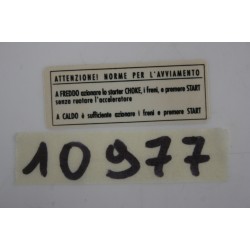 ATTENZIONE! NORME PER L'AVVIAMENTO
A FREDDO azionare lo starter CHOKE, i freni, e premere START
senza ruotare l'acceleratore
A CALDO è sufficiente azionare i freni e premere START
10977